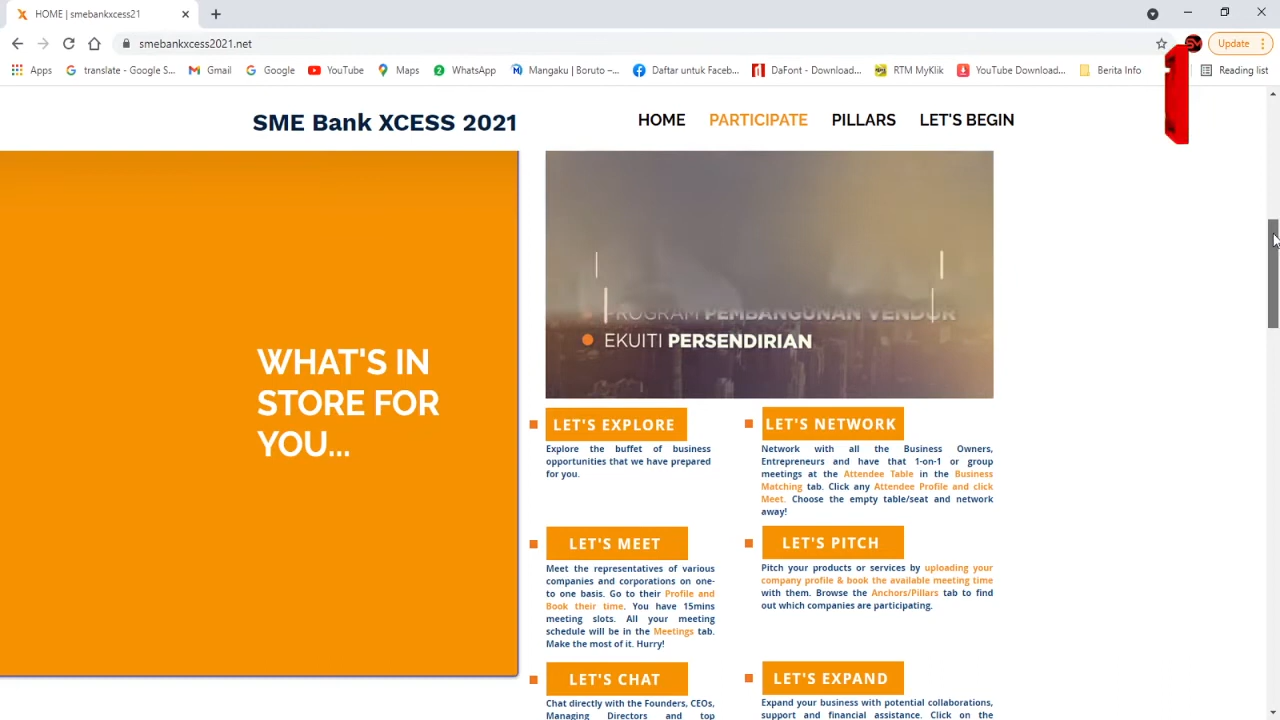 HOME | smebankxcess21
smebankxcess2021.net
Update
Apps
translate - Google S...
Gmail
Google
YouTube
Maps
WhatsApp
Mangaku | Boruto –...
Daftar untuk Faceb...
DaFont - Download...
RTM MyKlik
YouTube Download...
Berita Info
Reading list
SME Bank XCESS 2021
HOME
PARTICIPATE
PILLARS
LET'S BEGIN
WHAT'S IN
STORE FOR
YOU...
PROGRAM PEMBANGUNAN VENDOR
EKUITI PERSENDIRIAN
LET'S EXPLORE
Explore the buffet of business
opportunities that we have prepared
for you.
LET'S NETWORK
Network with all the Business Owners,
Entrepreneurs and have that 1-on-1 or group
meetings at the Attendee Table in the Business
Matching tab. Click any Attendee Profile and click
Meet. Choose the empty table/seat and network
away!
LET'S MEET
Meet the representatives of various
companies and corporations on one-
to one basis. Go to their Profile and
Book their time. You have 15mins
meeting slots. All your meeting
schedule will be in the Meetings tab.
Make the most of it. Hurry!
LET'S PITCH
Pitch your products or services by uploading your
company profile & book the available meeting time
with them. Browse the Anchors/Pillars tab to find
out which companies are participating.
LET'S CHAT
Chat directly with the Founders, CEOs,
Managing Directors and top
LET'S EXPAND
Expand your business with potential collaborations,
support and financial assistance. Click on the